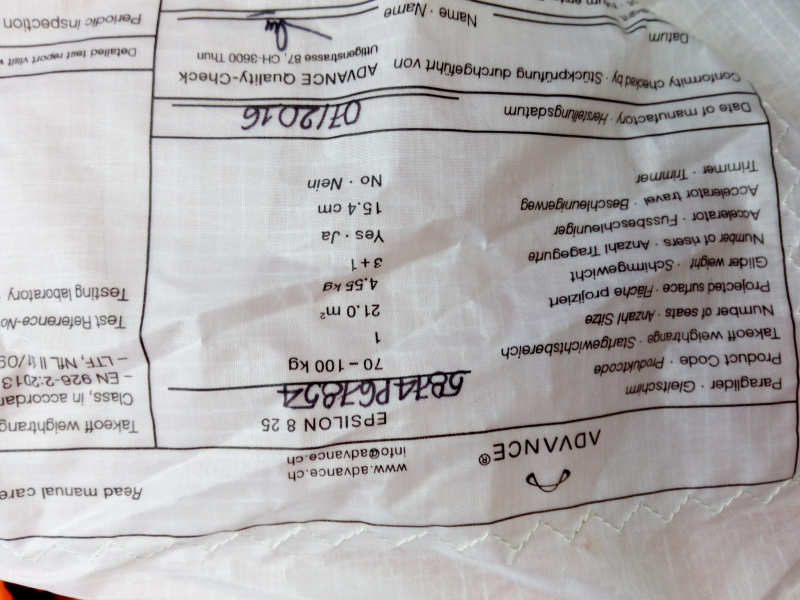 ADVANCE®
www.advance.ch
info@advance.ch
Read manual care
Paraglider · Gleitschirm EPSILON 8 25
Product Code · Produktcode 5874P67854
Takeoff weightrange · Startgewichtsbereich 70 – 100 kg
Number of seats · Anzahl Sitze 1
Projected surface · Fläche projiziert 21.0 m²
Glider weight · Schirmgewicht 4.55 kg
Number of risers · Anzahl Tragegurte 3+1
Accelerator · Fussbeschleuniger Yes · Ja
Accelerator travel · Beschleunigerweg 15.4 cm
Trimmer · Trimmer No · Nein
Date of manufactory · Herstellungsdatum 07/2016
Conformity checked by · Stückprüfung durchgeführt von ADVANCE Quality-Check
Uttigenstrasse 87, CH-3600 Thun
Datum
Name · Name
Takeoff weightrang
Class, in accordan
– EN 926-2:2013
– LTF, NfL II
Test Reference-No
Testing laboratory
Detailed test report visit
Periodic inspection